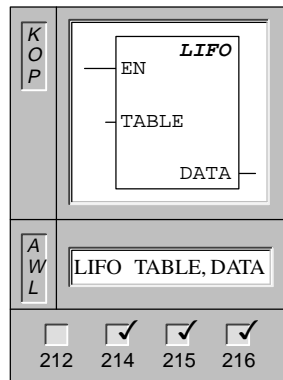 K
O
P
LIFO
EN
TABLE
DATA
A
W
L
LIFO TABLE, DATA
212 214 215 216